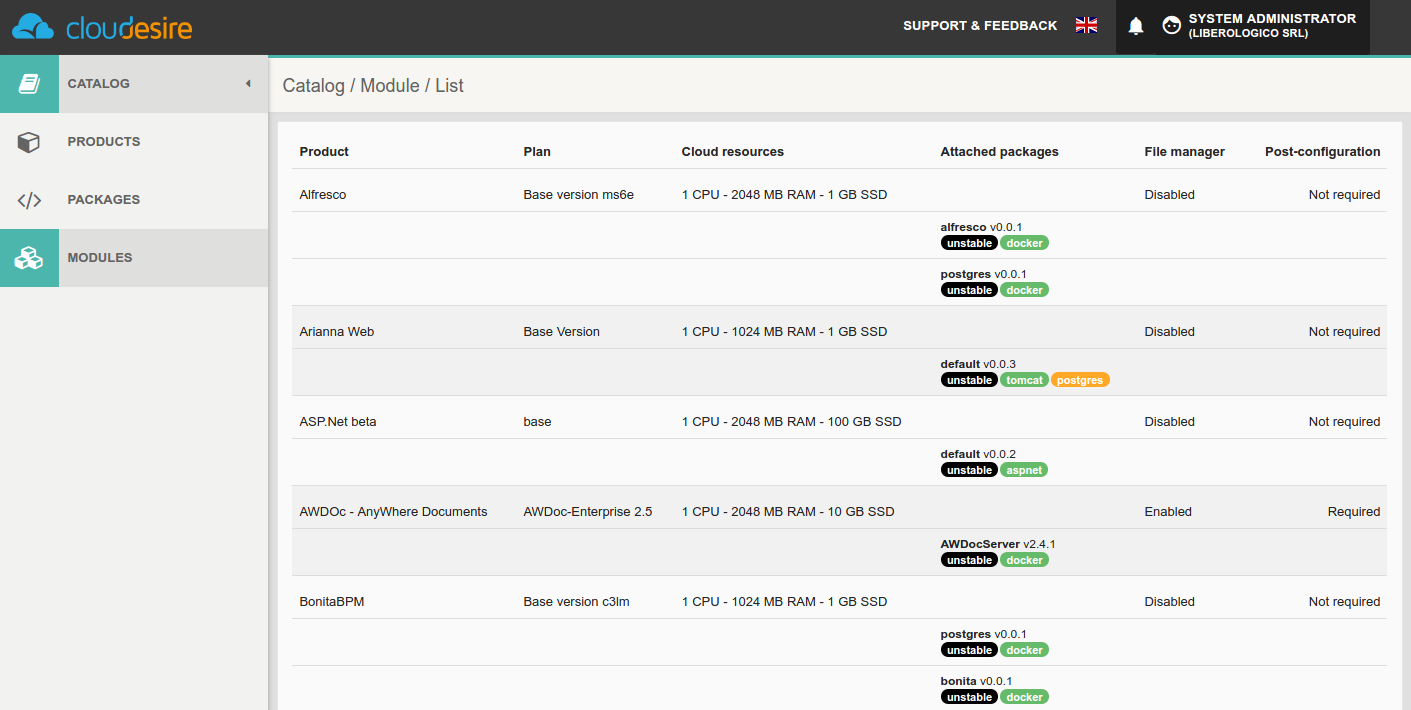 cloudesire
SUPPORT & FEEDBACK
SYSTEM ADMINISTRATOR
(LIBEROLOGICO SRL)
CATALOG
PRODUCTS
PACKAGES
MODULES
Catalog / Module / List
Product Plan Cloud resources Attached packages File manager Post-configuration
Alfresco Base version ms6e 1 CPU - 2048 MB RAM - 1 GB SSD Disabled Not required
alfresco v0.0.1
unstable docker
postgres v0.0.1
unstable docker
Arianna Web Base Version 1 CPU - 1024 MB RAM - 1 GB SSD Disabled Not required
default v0.0.3
unstable tomcat postgres
ASP.Net beta base 1 CPU - 2048 MB RAM - 100 GB SSD Disabled Not required
default v0.0.2
unstable aspnet
AWDOc - AnyWhere Documents AWDoc-Enterprise 2.5 1 CPU - 2048 MB RAM - 10 GB SSD Enabled Required
AWDocServer v2.4.1
unstable docker
BonitaBPM Base version c3lm 1 CPU - 1024 MB RAM - 1 GB SSD Disabled Not required
postgres v0.0.1
unstable docker
bonita v0.0.1
unstable docker